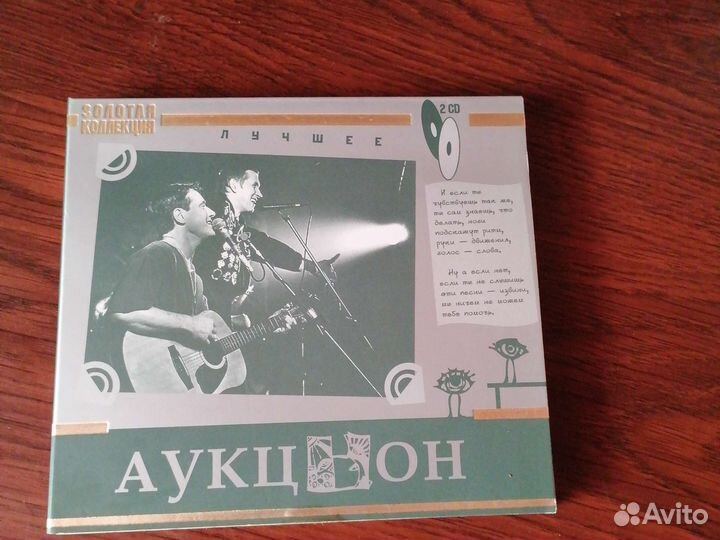 ЗОЛОТАЯ
КОЛЛЕКЦИЯ
ЛУЧШЕЕ
2 CD
И если ты
чувствуешь так же,
ты сам знаешь, что
делать, ноги
подскажут ритм,
руки — движения,
голос — слова.
Ну а если нет,
если ты не слышишь
эти песни — извини,
мы ничем не можем
тебе помочь.
АУКЦЫОН
Avito